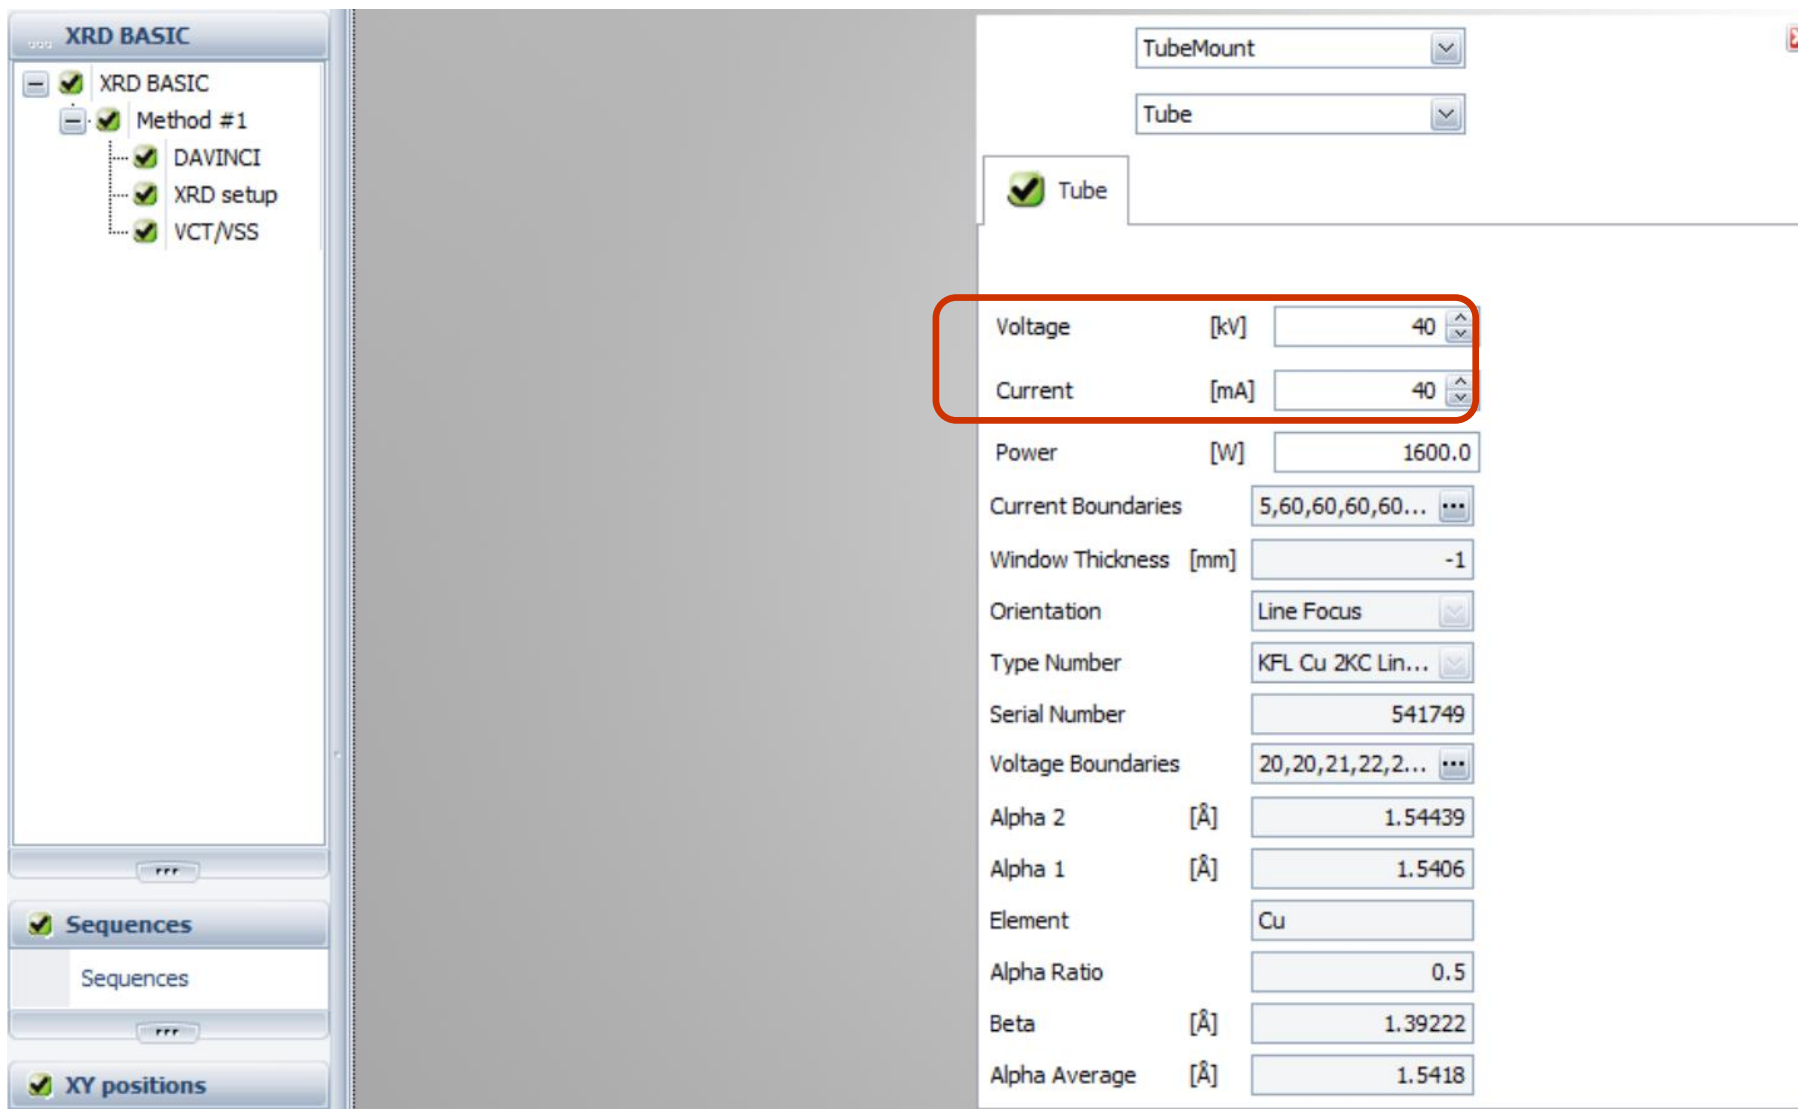 XRD BASIC
XRD BASIC
Method #1
DAVINCI
XRD setup
VCT/VSS
Sequences
Sequences
XY positions
TubeMount
Tube
Tube
Voltage [kV] 40
Current [mA] 40
Power [W] 1600.0
Current Boundaries 5,60,60,60,60...
Window Thickness [mm] -1
Orientation Line Focus
Type Number KFL Cu 2KC Lin...
Serial Number 541749
Voltage Boundaries 20,20,21,22,2...
Alpha 2 [Å] 1.54439
Alpha 1 [Å] 1.5406
Element Cu
Alpha Ratio 0.5
Beta [Å] 1.39222
Alpha Average [Å] 1.5418